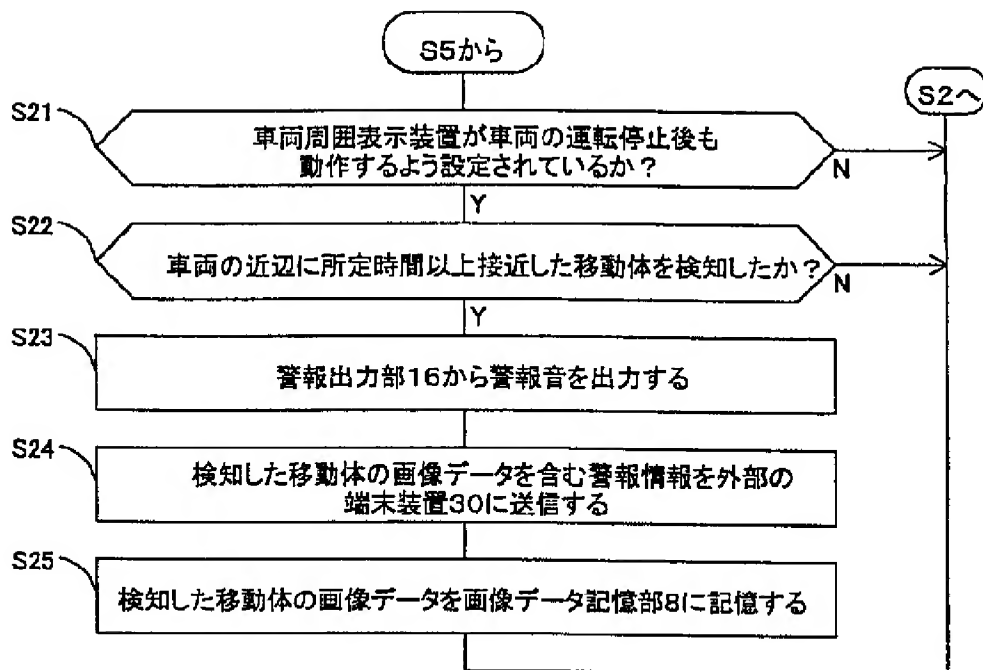 S5から
S2へ
S21
車両周囲表示装置が車両の運転停止後も
動作するよう設定されているか？
N
Y
S22
車両の近辺に所定時間以上接近した移動体を検知したか？
N
Y
S23
警報出力部16から警報音を出力する
S24
検知した移動体の画像データを含む警報情報を外部の
端末装置30に送信する
S25
検知した移動体の画像データを画像データ記憶部8に記憶する